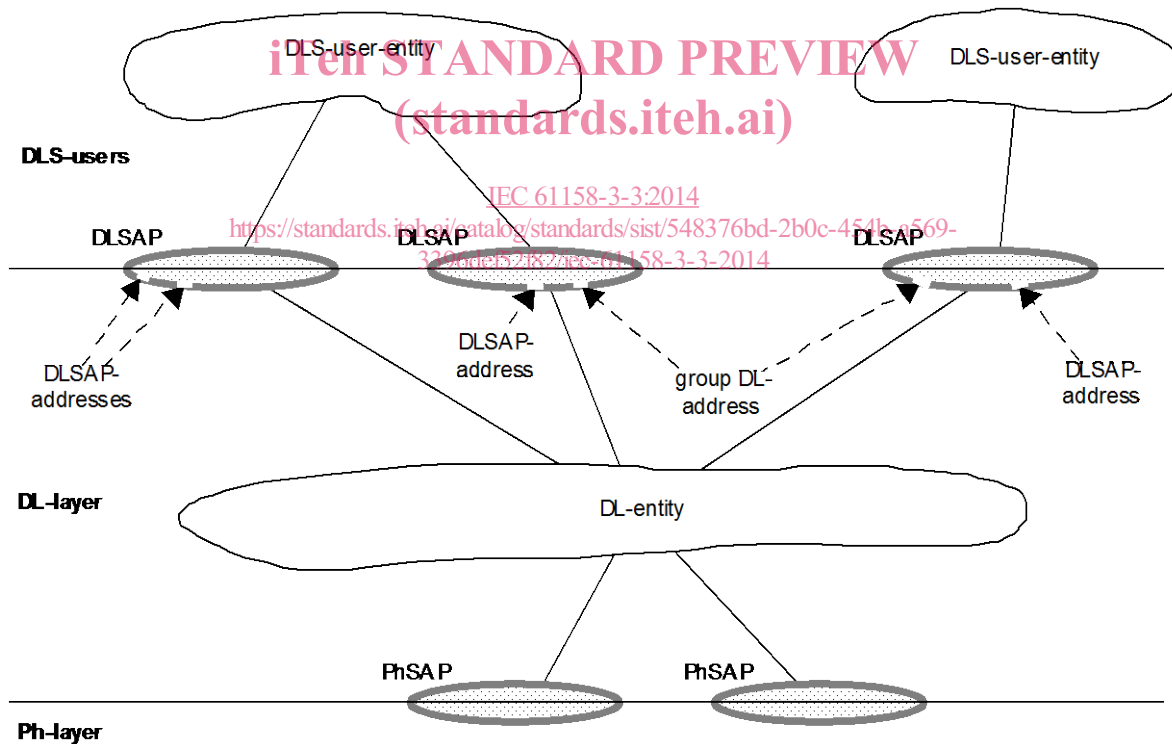 DLS-user-entity
DLS-user-entity
iTeh STANDARD PREVIEW
(standards.iteh.ai)
DLS-users
IEC 61158-3-3:2014
https://standards.iteh.ai/catalog/standards/sist/548376bd-2b0c-454b-a569-
3396def52f82/iec-61158-3-3-2014
DLSAP
DLSAP
DLSAP
DLSAP-
addresses
DLSAP-
address
group DL-
address
DLSAP-
address
DL-layer
DL-entity
PhSAP
PhSAP
Ph-layer